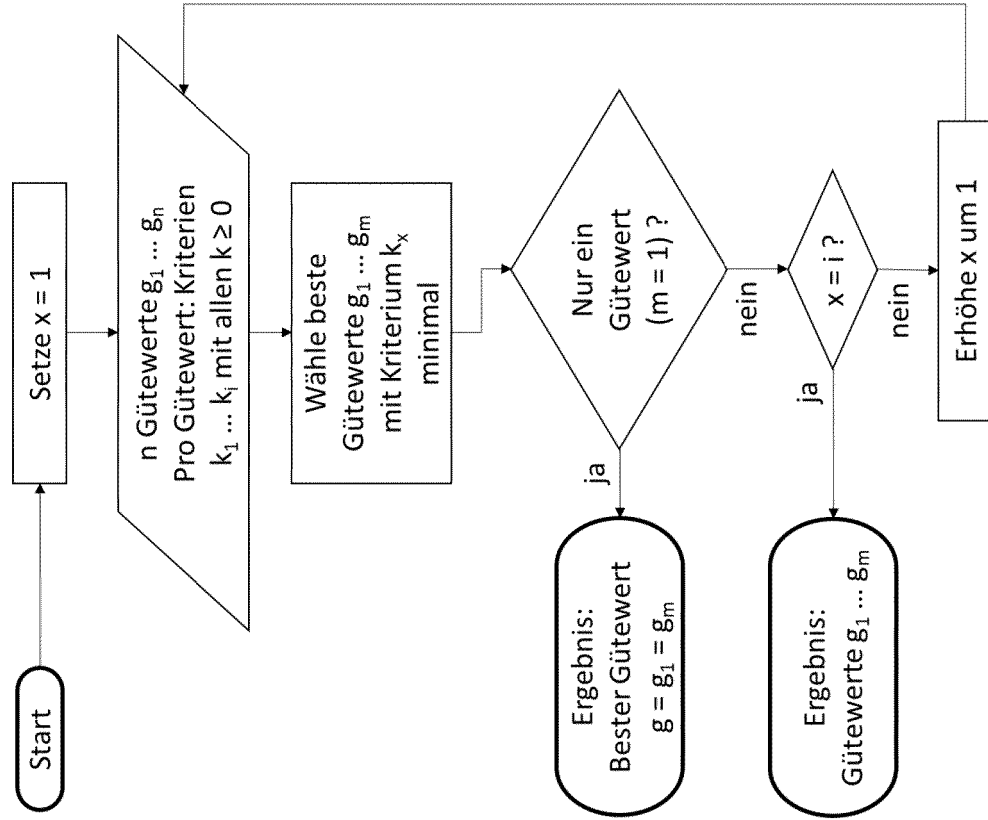 Start
Setze x = 1
n Gütewerte g₁ ... gₙ
Pro Gütewert: Kriterien
k₁ ... kᵢ mit allen k ≥ 0
Wähle beste
Gütewerte g₁ ... gₘ
mit Kriterium kₓ
minimal
Nur ein
Gütewert
(m = 1) ?
ja
nein
Ergebnis:
Bester Gütewert
g = g₁ = gₘ
x = i ?
ja
nein
Ergebnis:
Gütewerte g₁ ... gₘ
Erhöhe x um 1